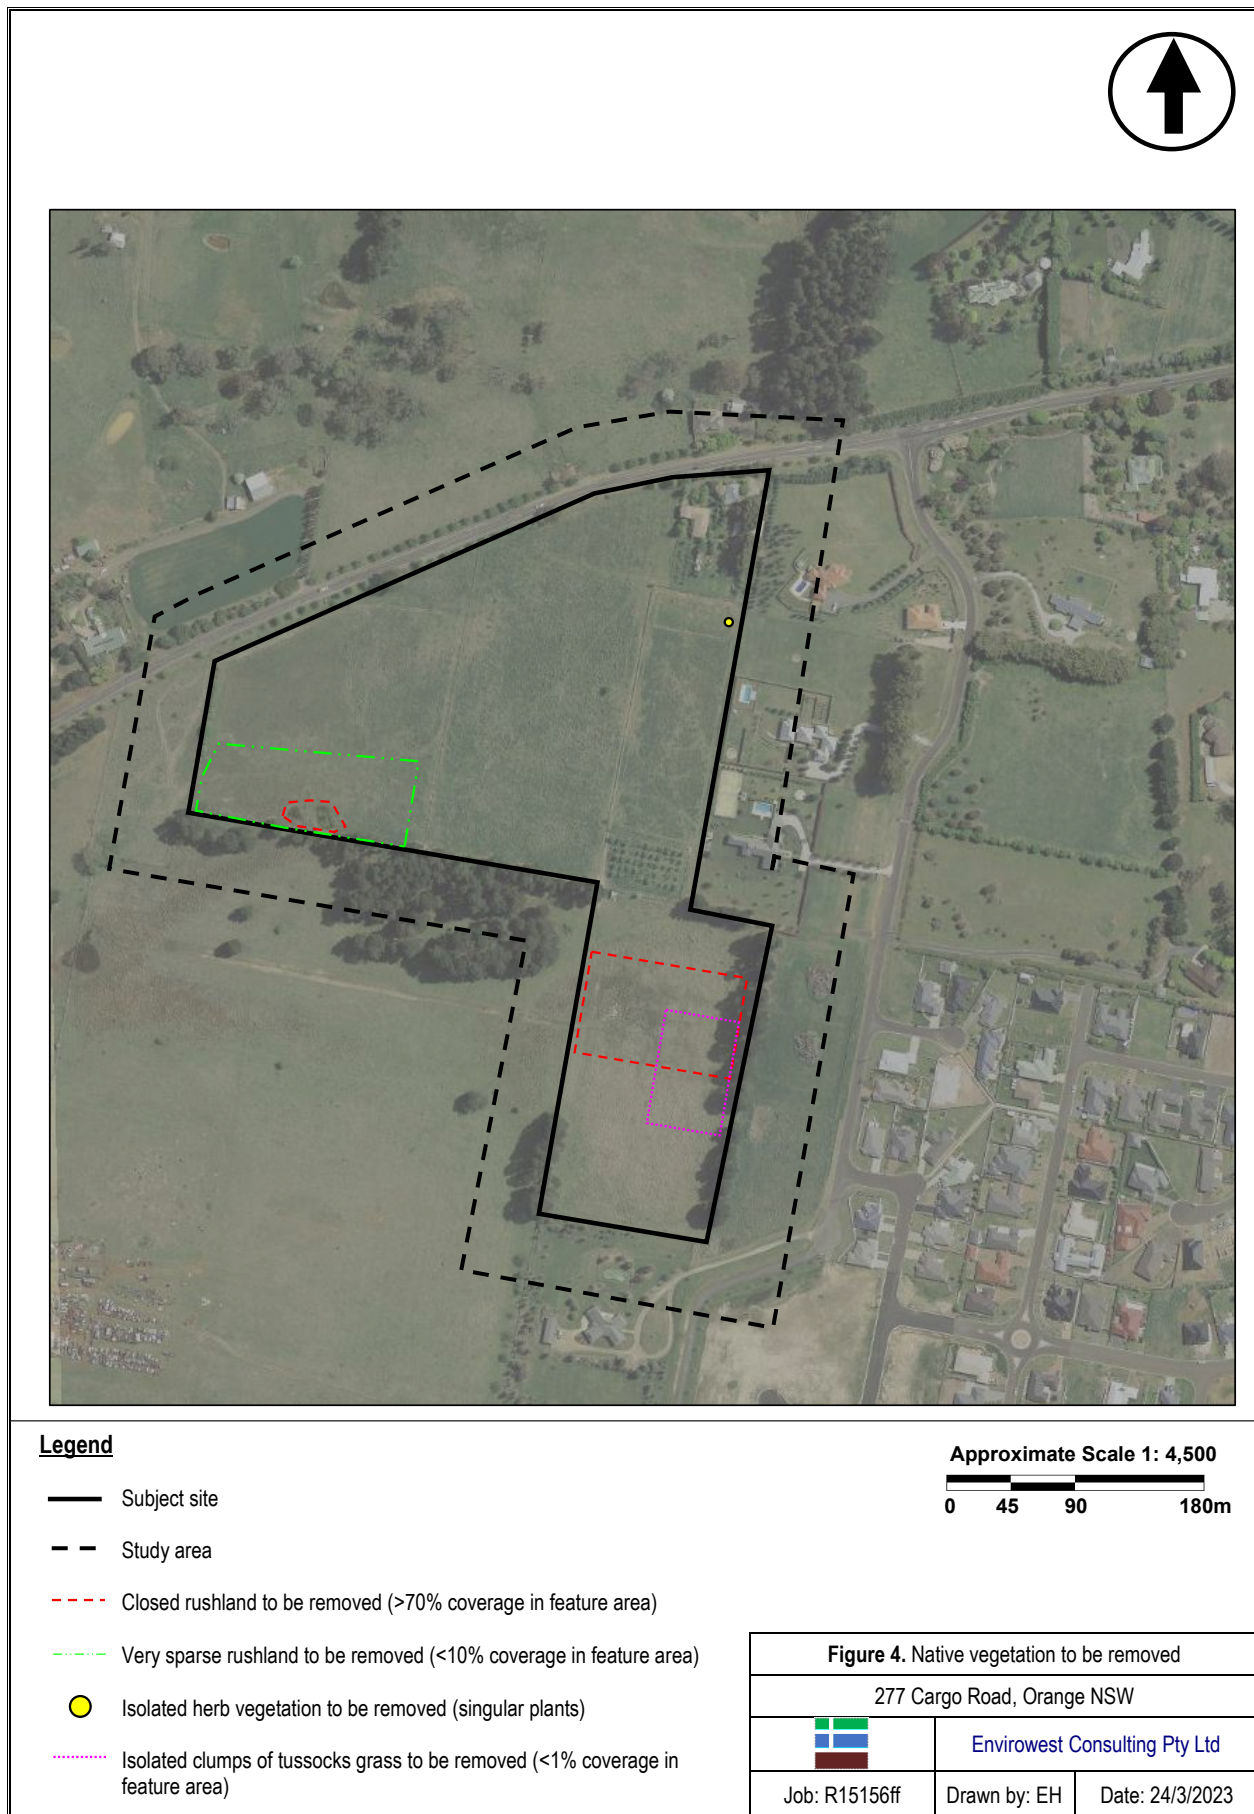 Legend
Subject site
Study area
Closed rushland to be removed (>70% coverage in feature area)
Very sparse rushland to be removed (<10% coverage in feature area)
Isolated herb vegetation to be removed (singular plants)
Isolated clumps of tussocks grass to be removed (<1% coverage in
feature area)
Approximate Scale 1: 4,500
0 45 90 180m
Figure 4. Native vegetation to be removed
277 Cargo Road, Orange NSW
Envirowest Consulting Pty Ltd
Job: R15156ff
Drawn by: EH
Date: 24/3/2023